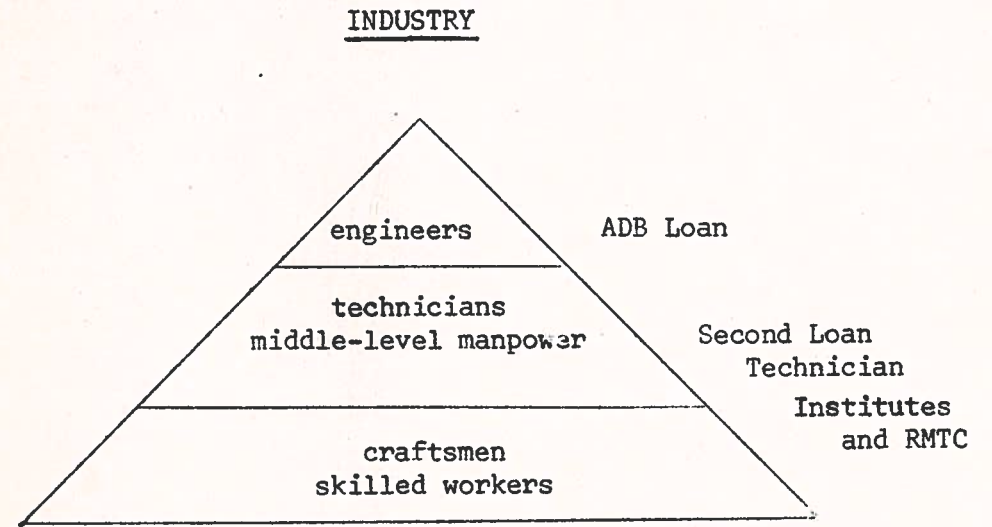 INDUSTRY
engineers
ADB Loan
technicians
middle-level manpower
Second Loan
Technician
Institutes
and RMTC
craftsmen
skilled workers